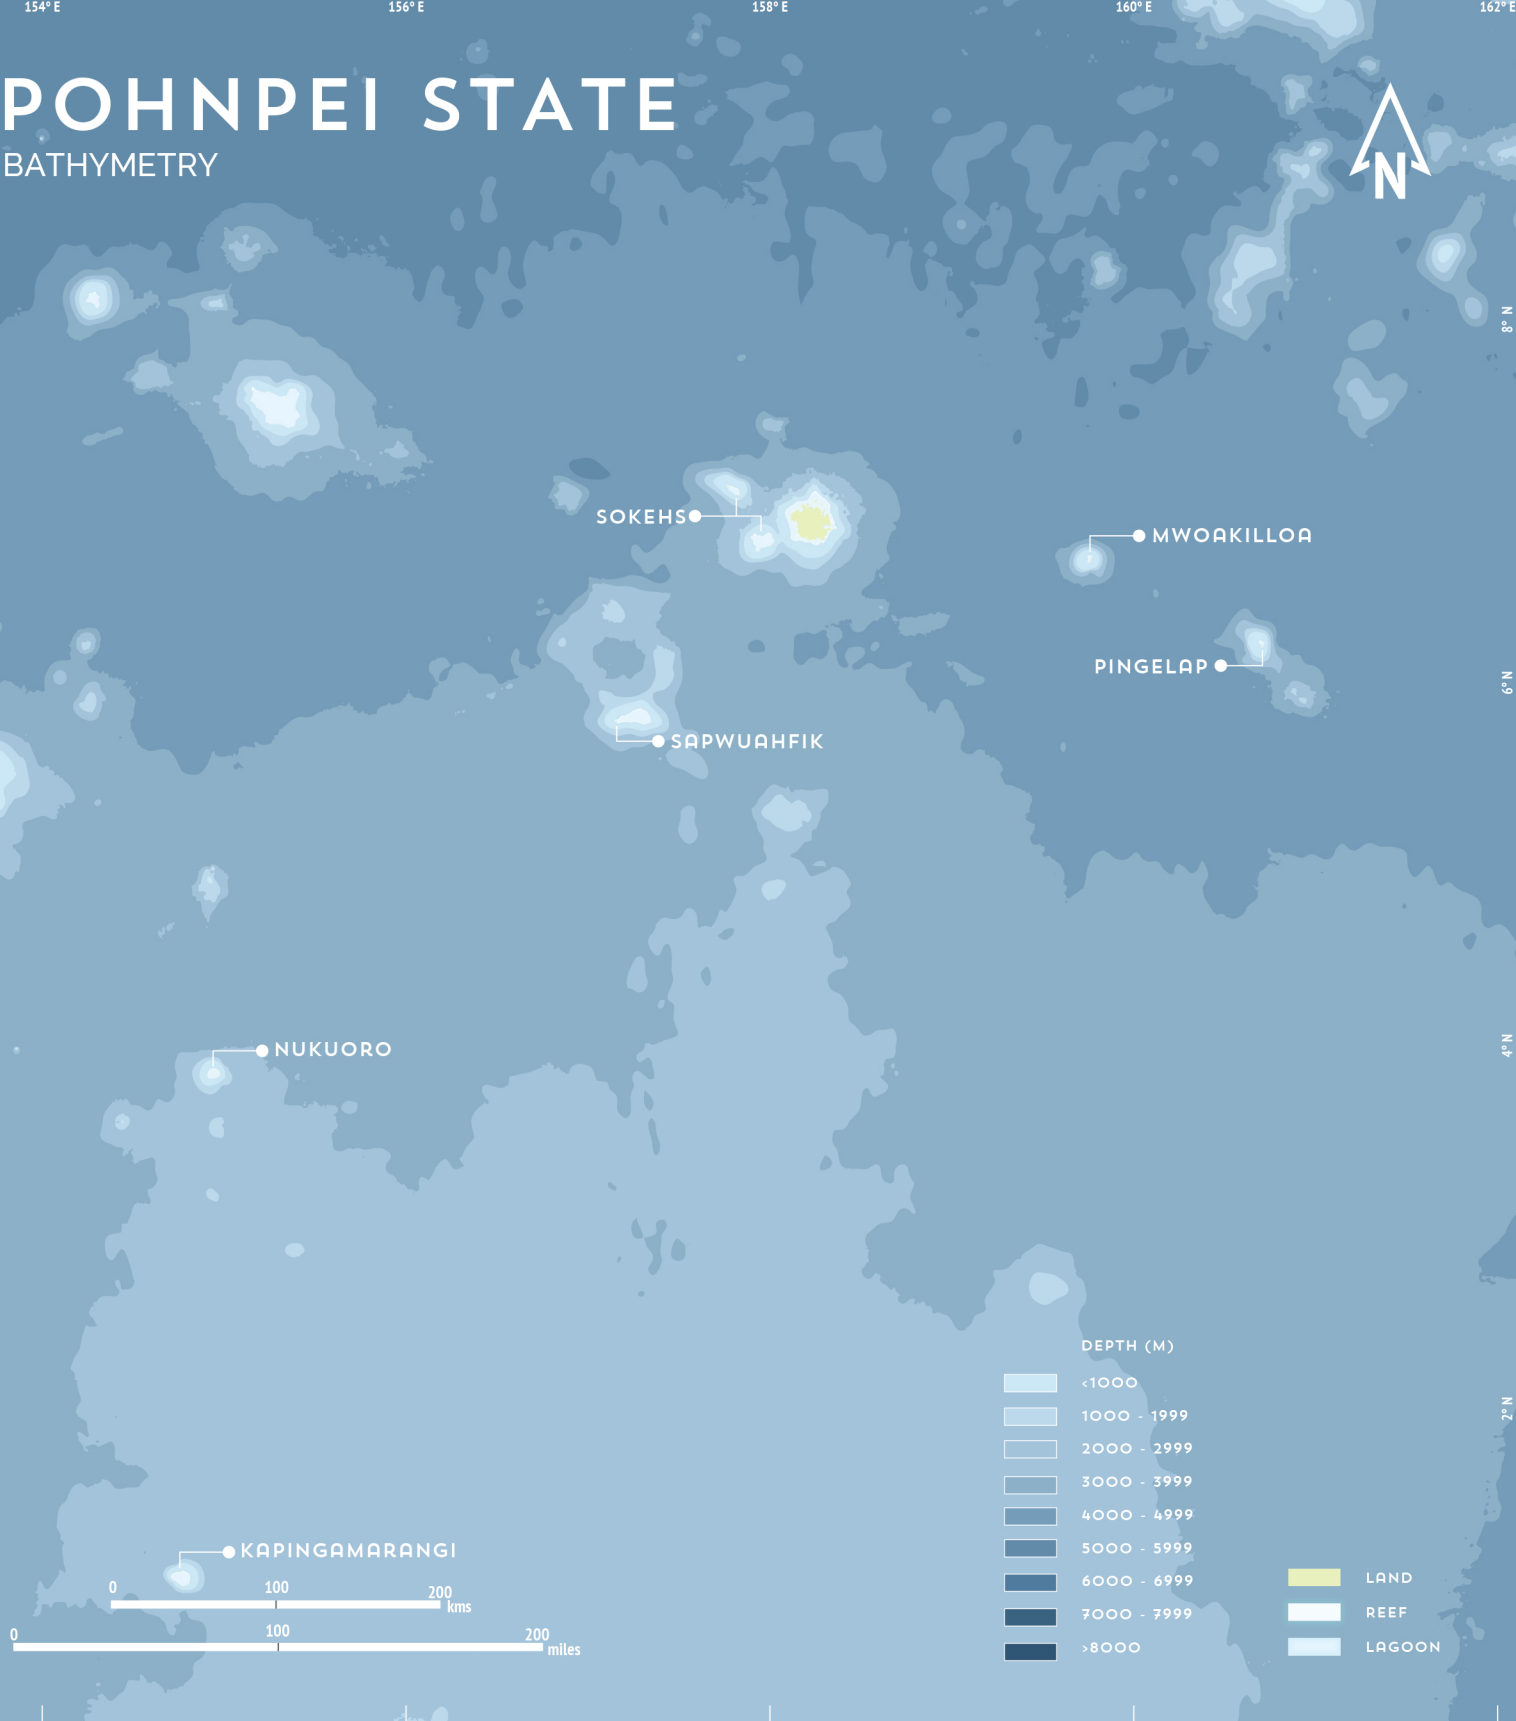 154° E 156° E 158° E 160° E 162° E
POHNPEI STATE
BATHYMETRY
N
8° N
SOKEHS
MWOAKILLOA
PINGELAP
6° N
SAPWUAHFIK
NUKUORO
4° N
DEPTH (M)
<1000
1000 - 1999
2° N
2000 - 2999
3000 - 3999
4000 - 4999
5000 - 5999
6000 - 6999
7000 - 7999
>8000
LAND
REEF
LAGOON
KAPINGAMARANGI
0 100 200 kms
0 100 200 miles